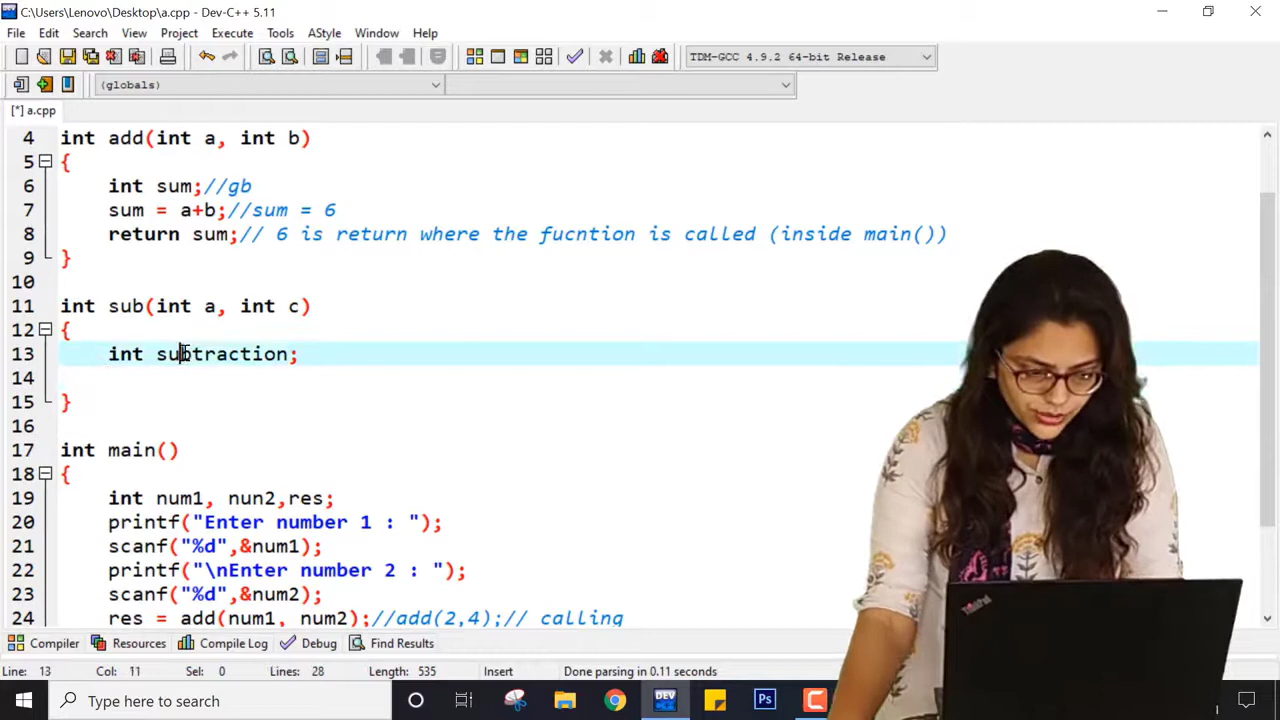 C:\Users\Lenovo\Desktop\a.cpp - Dev-C++ 5.11
File Edit Search View Project Execute Tools AStyle Window Help
TDM-GCC 4.9.2 64-bit Release
(globals)
[*] a.cpp
4 int add(int a, int b)
5 {
6 int sum;//gb
7 sum = a+b;//sum = 6
8 return sum;// 6 is return where the fucntion is called (inside main())
9 }
10
11 int sub(int a, int c)
12 {
13 int subtraction;
14
15 }
16
17 int main()
18 {
19 int num1, nun2,res;
20 printf("Enter number 1 : ");
21 scanf("%d",&num1);
22 printf("\nEnter number 2 : ");
23 scanf("%d",&num2);
24 res = add(num1, num2);//add(2,4);// calling
Compiler Resources Compile Log Debug Find Results
Line: 13 Col: 11 Sel: 0 Lines: 28 Length: 535 Insert Done parsing in 0.11 seconds
Type here to search
DEV
Ps
ThinkPad